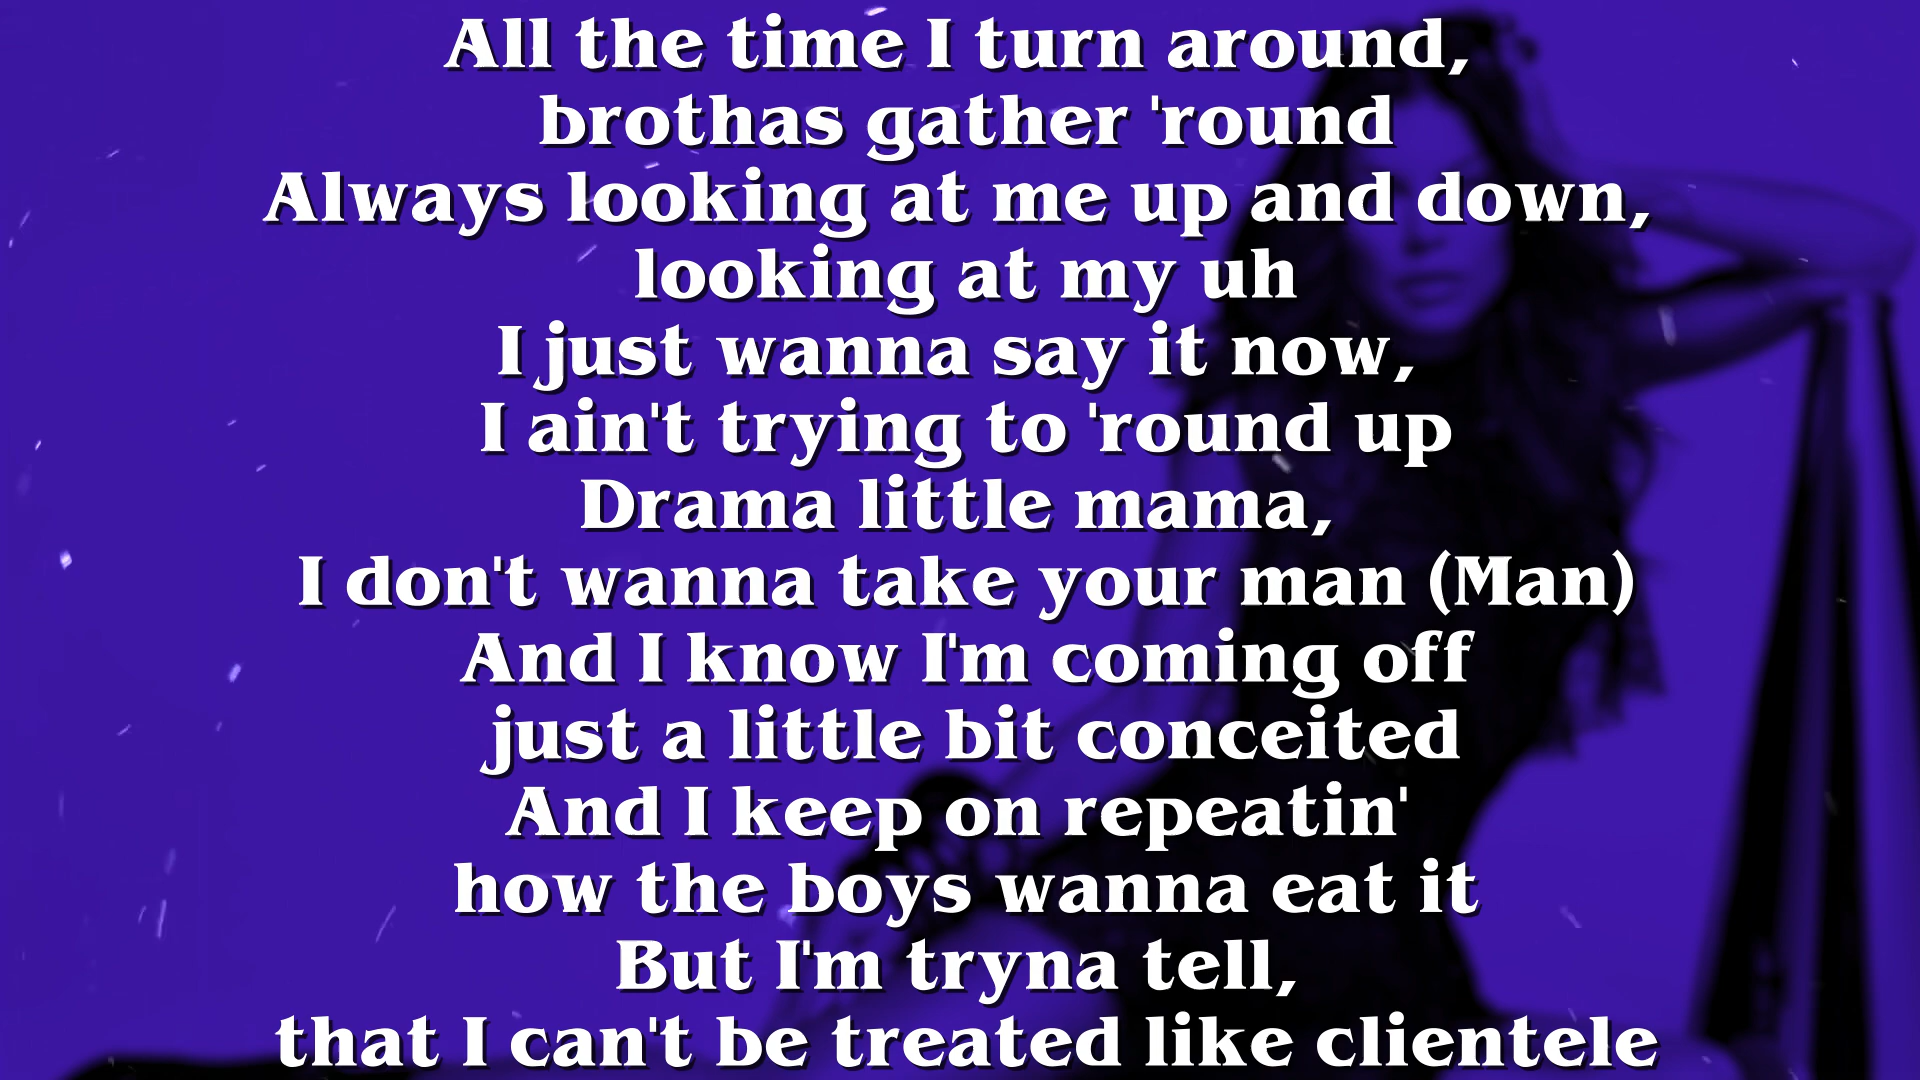 All the time I turn around,
brothas gather 'round
Always looking at me up and down,
looking at my uh
I just wanna say it now,
I ain't trying to 'round up
Drama little mama,
I don't wanna take your man (Man)
And I know I'm coming off
just a little bit conceited
And I keep on repeatin'
how the boys wanna eat it
But I'm tryna tell,
that I can't be treated like clientele